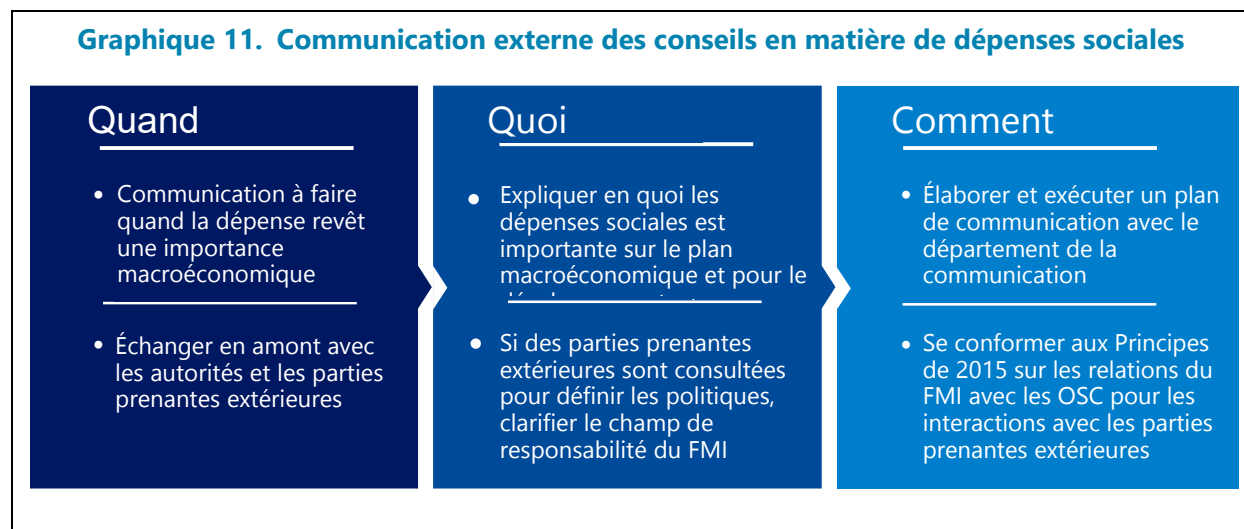 Graphique 11. Communication externe des conseils en matière de dépenses sociales
Quand
• Communication à faire
quand la dépense revêt
une importance
macroéconomique
• Échanger en amont avec
les autorités et les parties
prenantes extérieures
Quoi
• Expliquer en quoi les
dépenses sociales est
importante sur le plan
macroéconomique et pour le
• Si des parties prenantes
extérieures sont consultées
pour définir les politiques,
clarifier le champ de
responsabilité du FMI
Comment
• Élaborer et exécuter un plan
de communication avec le
département de la
communication
• Se conformer aux Principes
de 2015 sur les relations du
FMI avec les OSC pour les
interactions avec les parties
prenantes extérieures